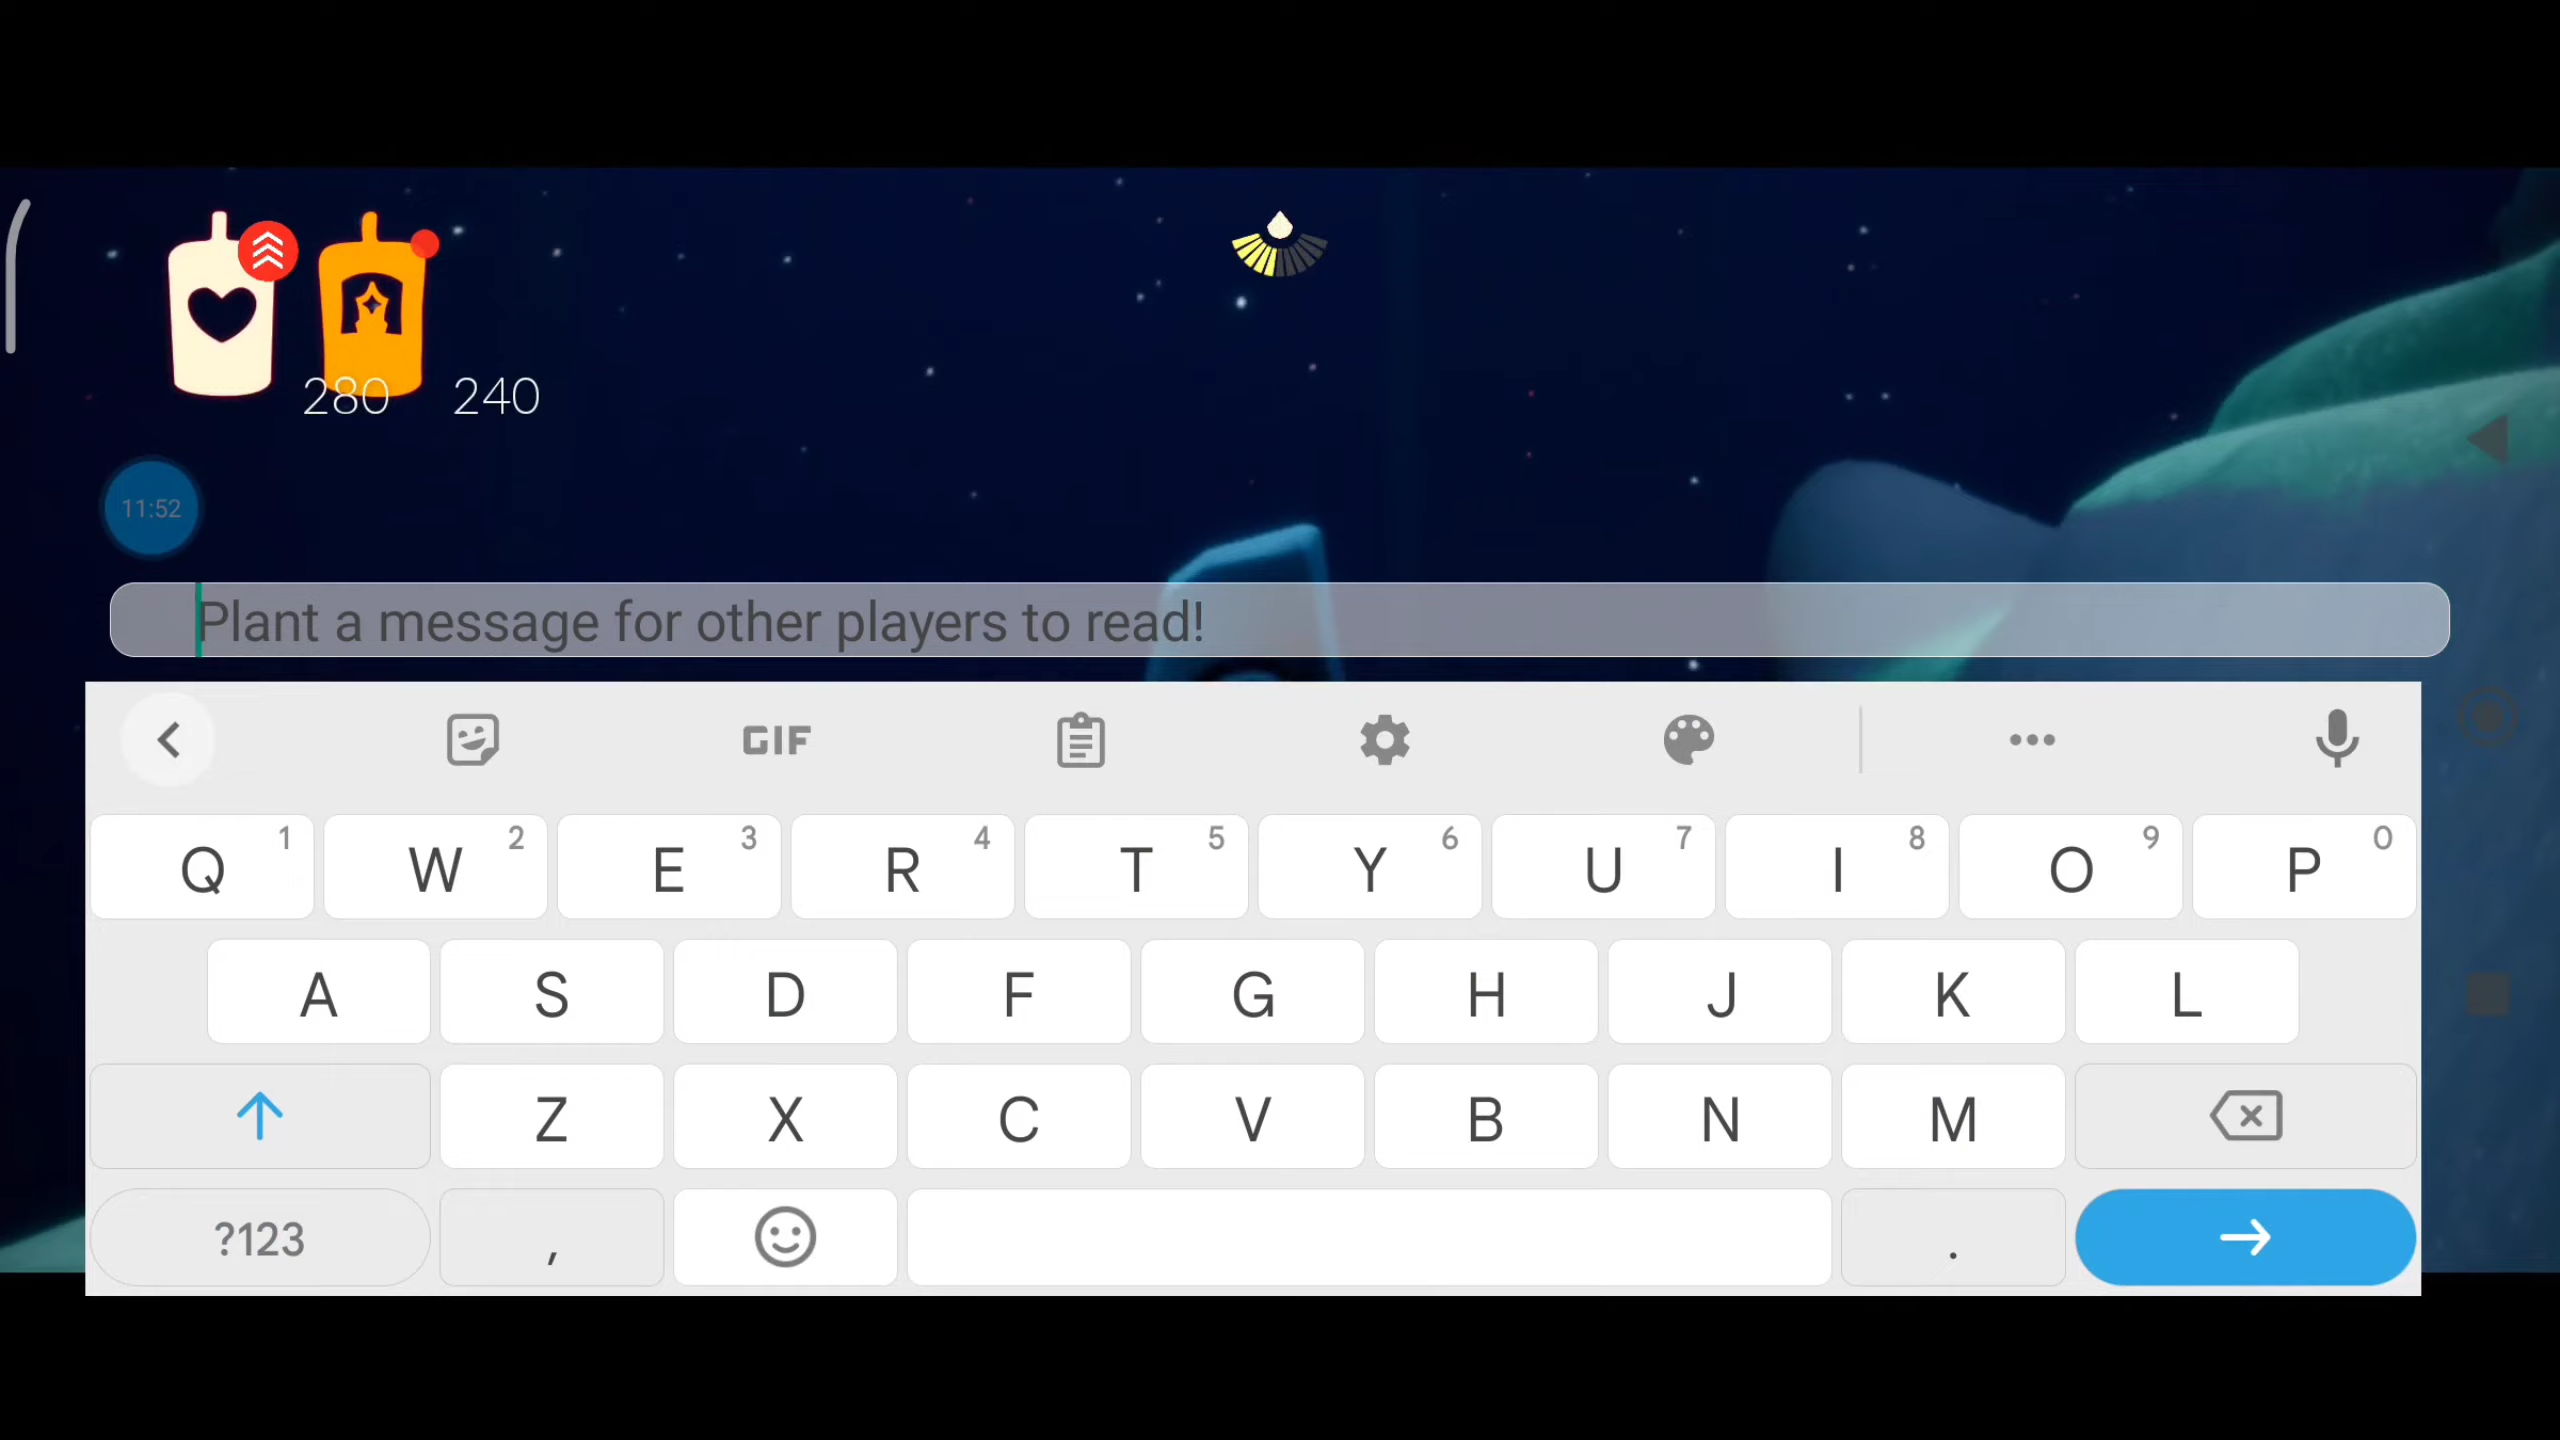 280 240
11:52
Plant a message for other players to read!
GIF
Q 1 W 2 E 3 R 4 T 5 Y 6 U 7 I 8 O 9 P 0
A S D F G H J K L
Z X C V B N M
?123 , .